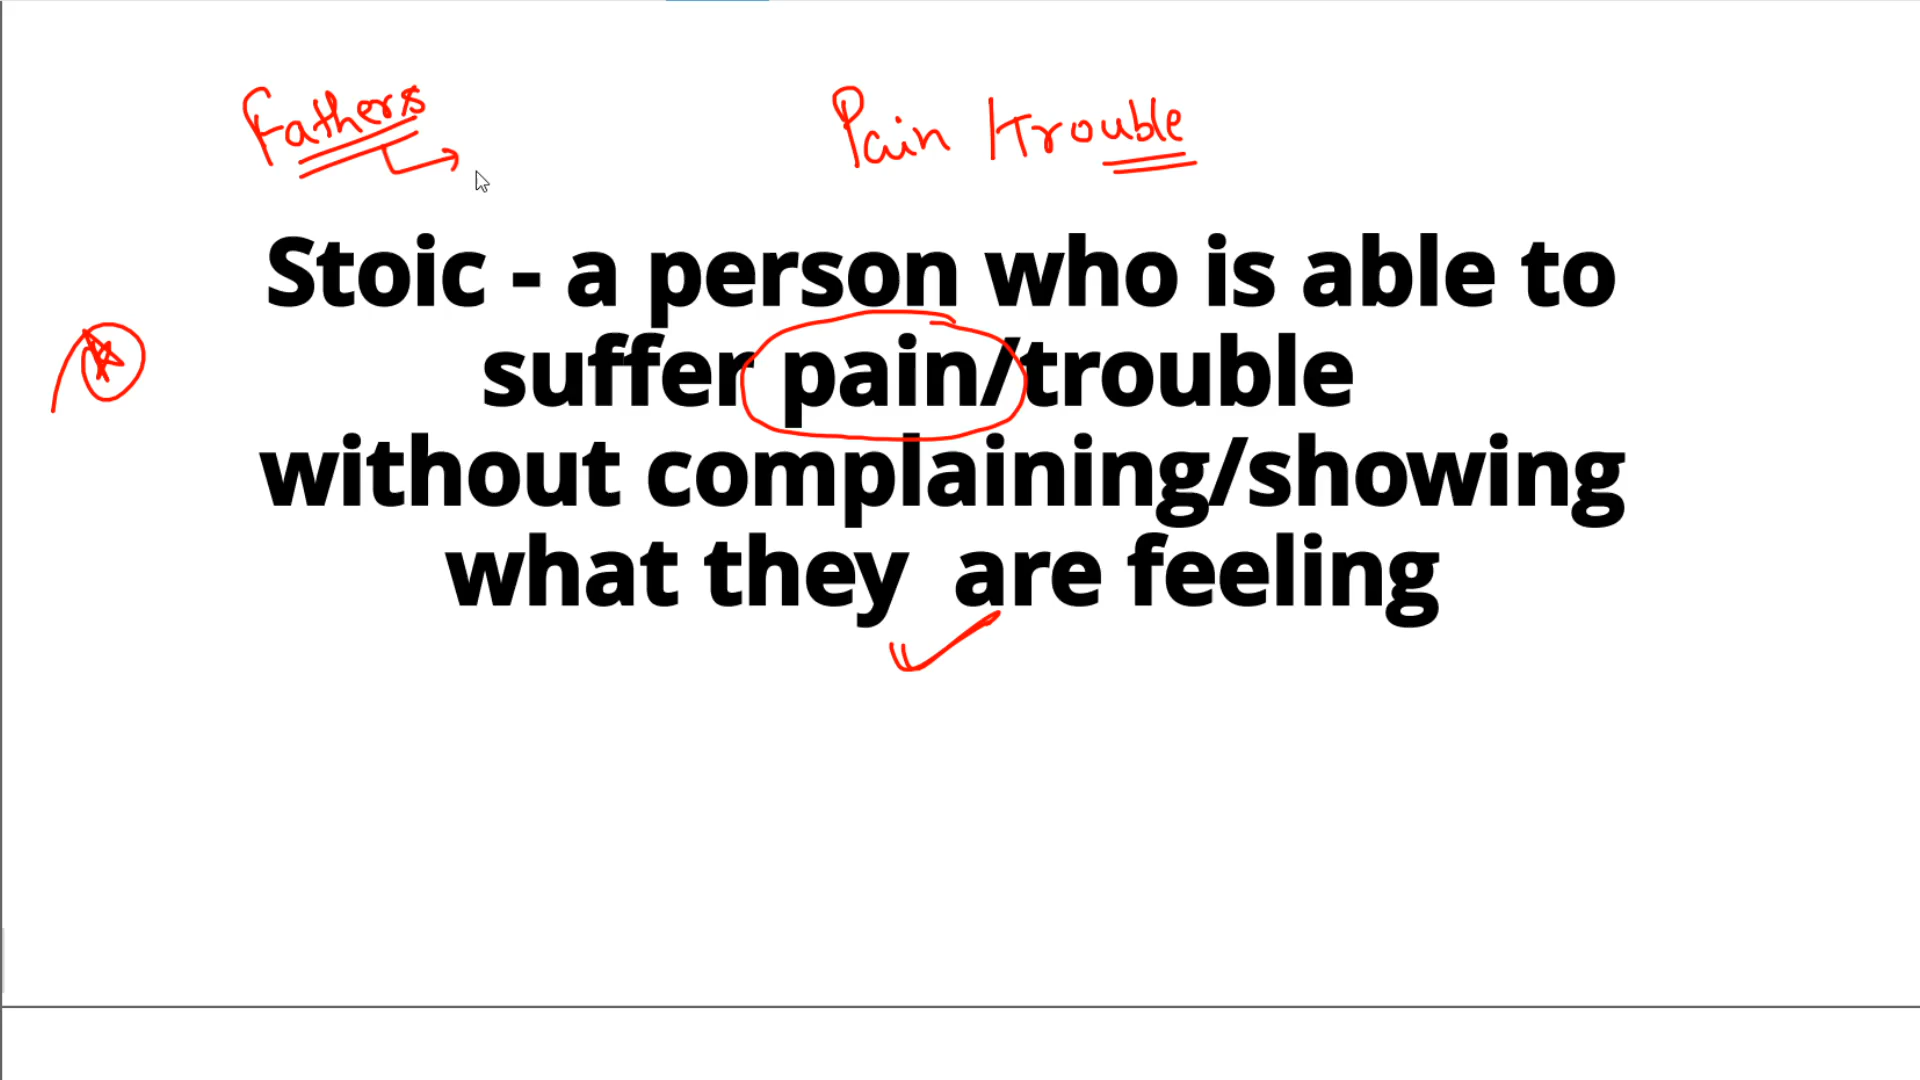 Fathers
Pain / Trouble
Stoic - a person who is able to
suffer pain/trouble
without complaining/showing
what they are feeling